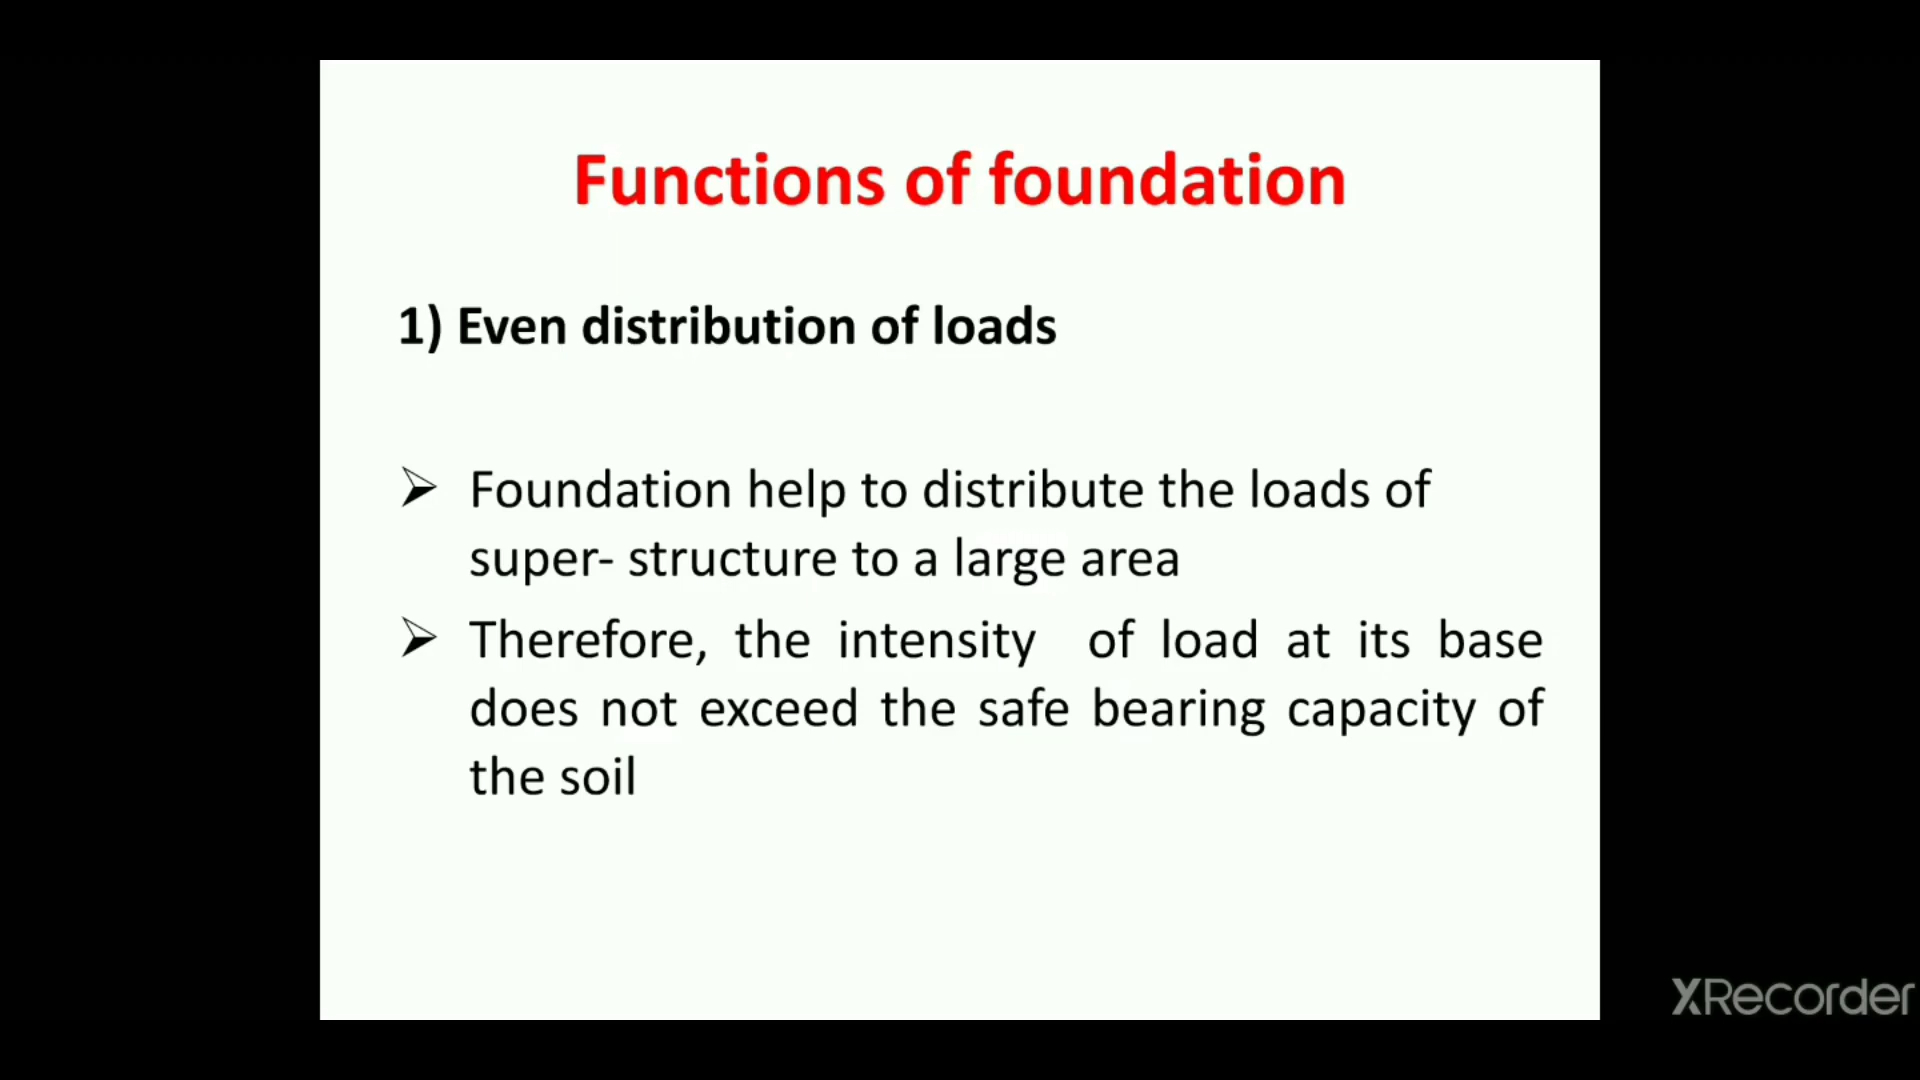 Functions of foundation
1) Even distribution of loads
➢ Foundation help to distribute the loads of
super- structure to a large area
➢ Therefore, the intensity of load at its base
does not exceed the safe bearing capacity of
the soil
XRecorder